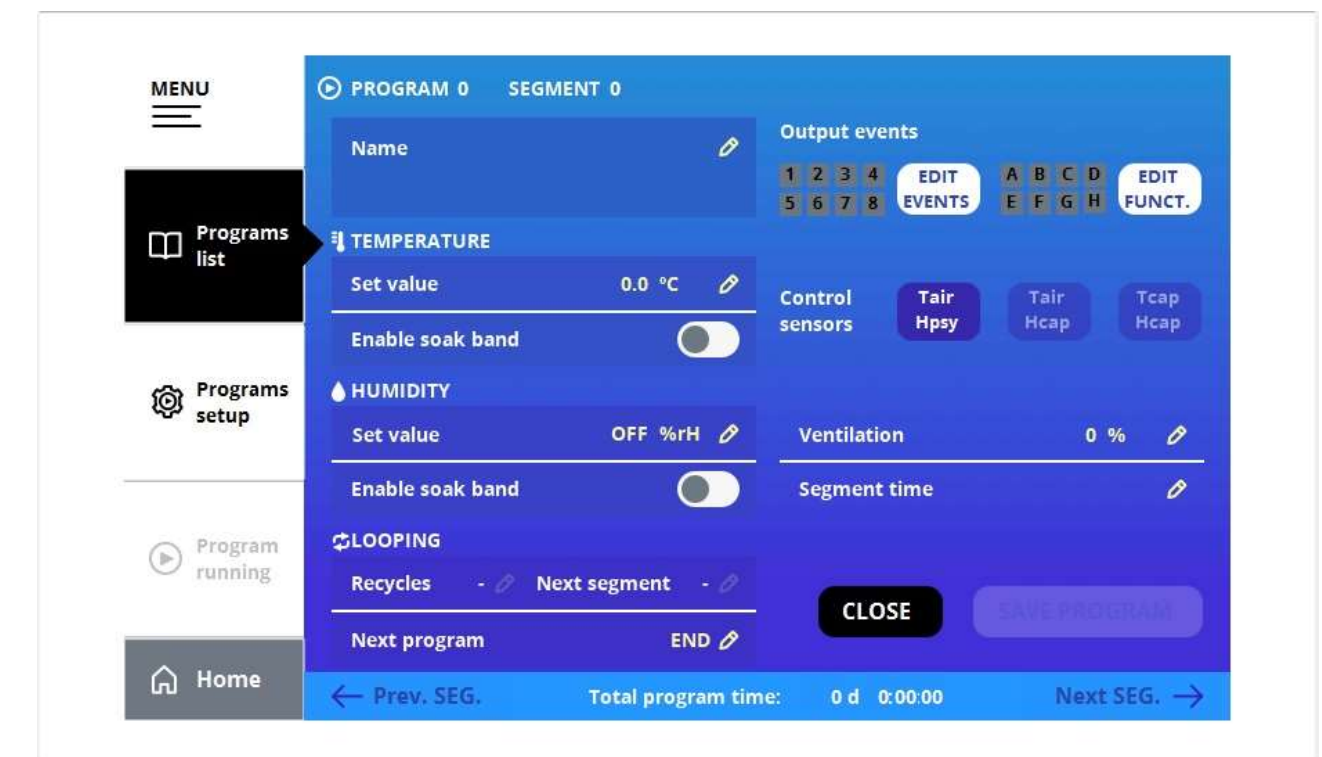 MENU
Programs
list
Programs
setup
Program
running
Home
PROGRAM 0 SEGMENT 0
Name
TEMPERATURE
Set value 0.0 °C
Enable soak band
HUMIDITY
Set value OFF %rH
Enable soak band
LOOPING
Recycles - Next segment -
Next program END
Output events
1 2 3 4
5 6 7 8
EDIT
EVENTS
A B C D
E F G H
EDIT
FUNCT.
Control
sensors
Tair
Hpsy
Tair
Hcap
Tcap
Hcap
Ventilation 0 %
Segment time
CLOSE
SAVE PROGRAM
← Prev. SEG. Total program time: 0 d 0:00:00 Next SEG. →